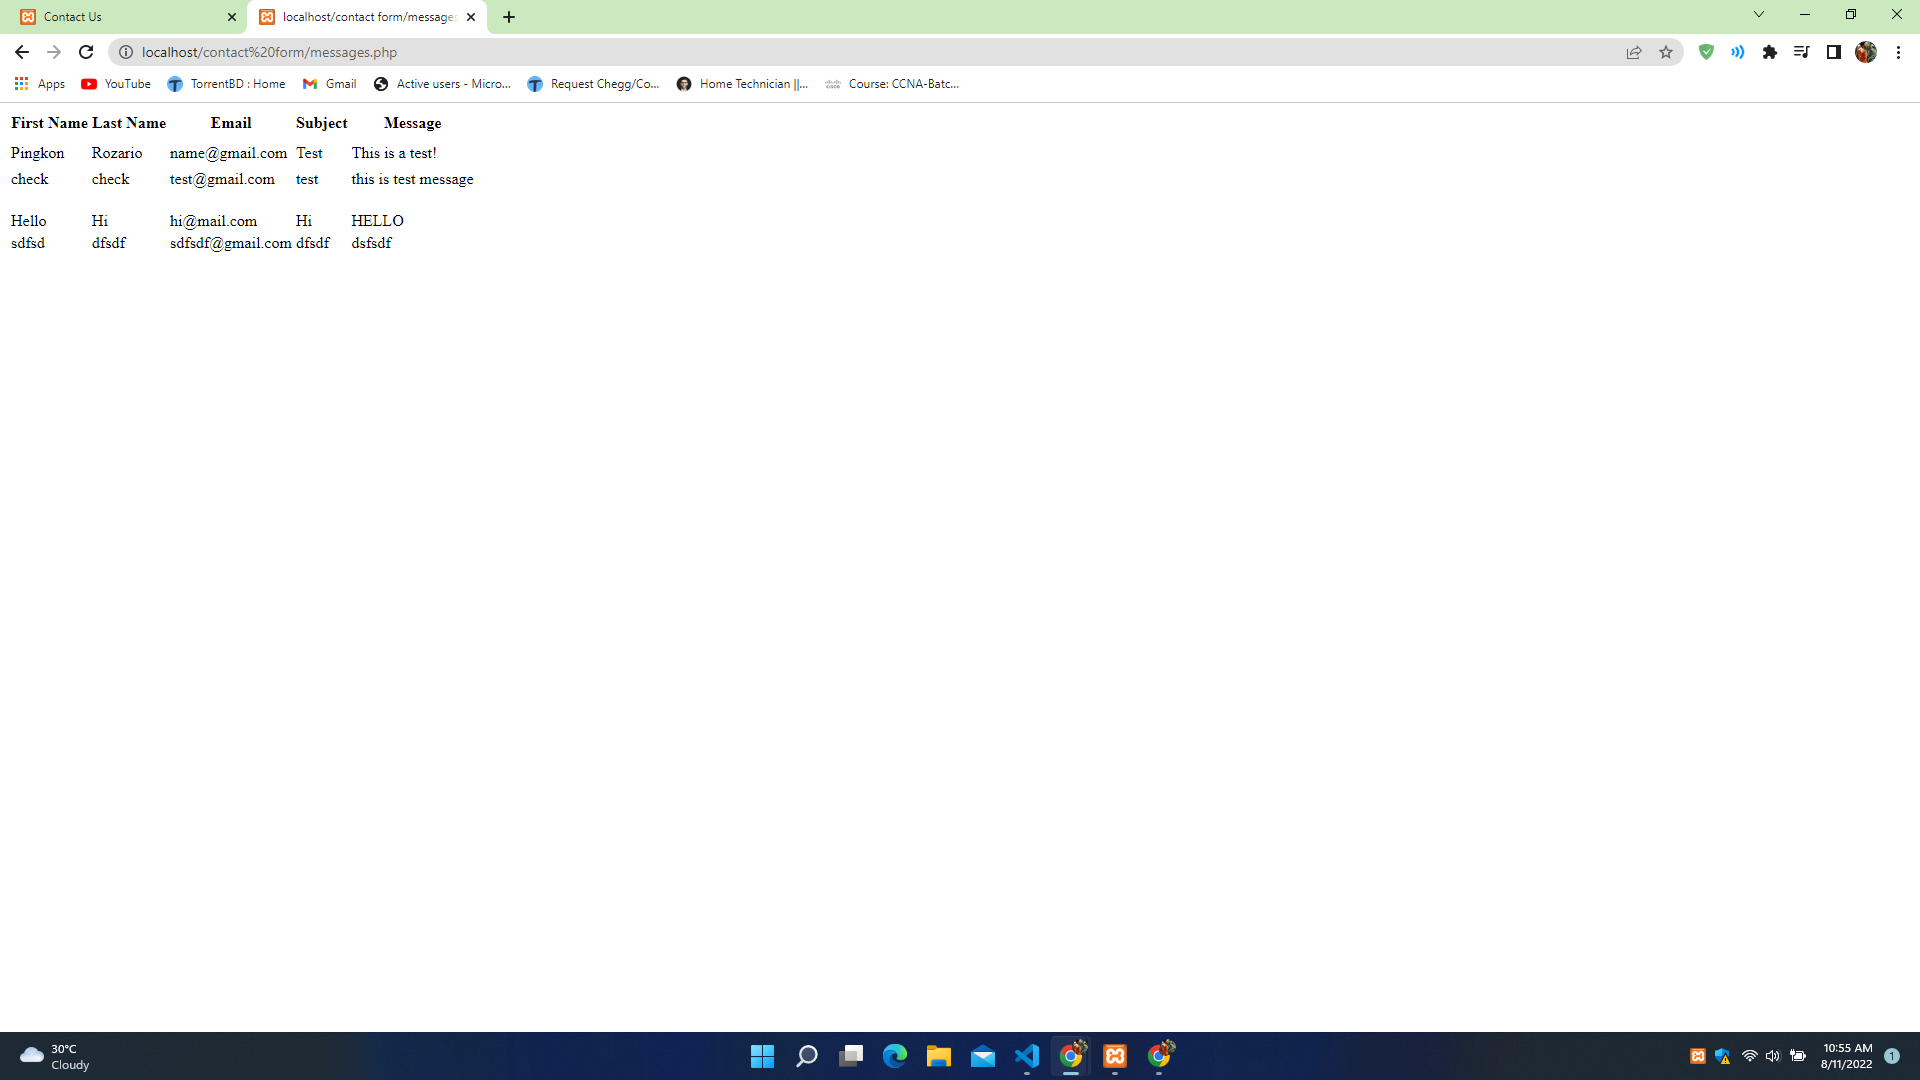 Contact Us
localhost/contact form/messages
localhost/contact%20form/messages.php
Apps YouTube TorrentBD : Home Gmail Active users - Micro... Request Chegg/Co... Home Technician ||... Course: CCNA-Batc...
First Name Last Name Email Subject Message
Pingkon Rozario name@gmail.com Test This is a test!
check check test@gmail.com test this is test message
Hello Hi hi@mail.com Hi HELLO
sdfsd dfsdf sdfsdf@gmail.com dfsdf dsfsdf
30°C
Cloudy
10:55 AM
8/11/2022
1